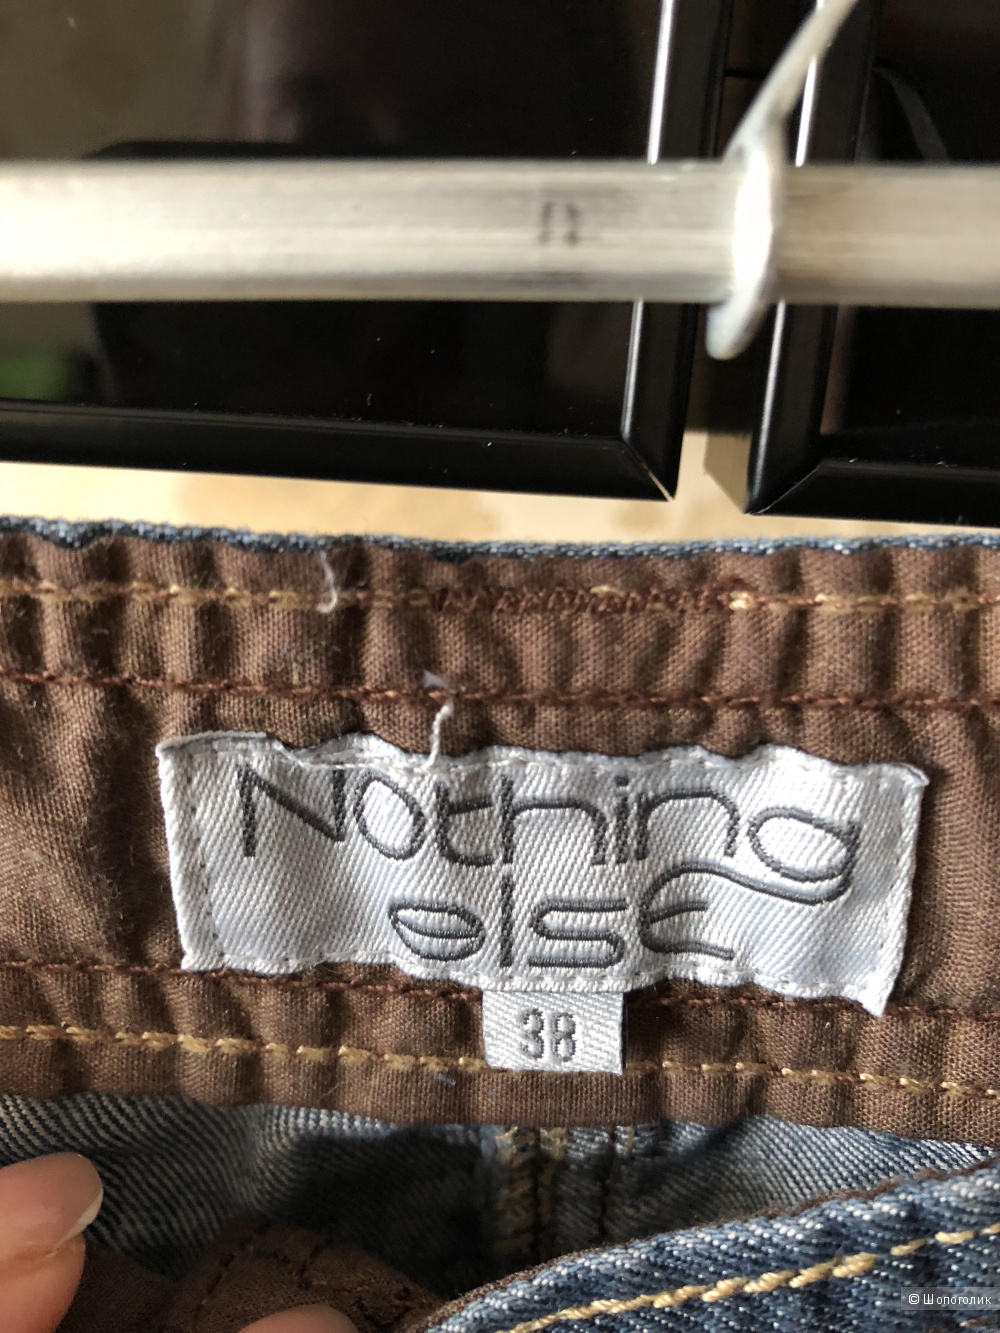 Nothing
else
38
© Шопоголик